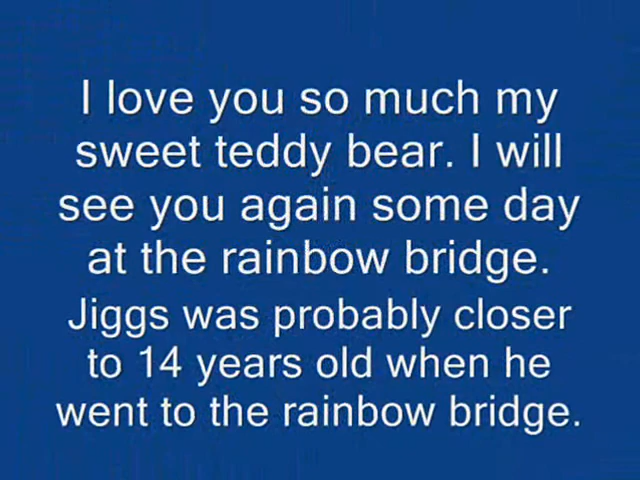 I love you so much my
sweet teddy bear. I will
see you again some day
at the rainbow bridge.
Jiggs was probably closer
to 14 years old when he
went to the rainbow bridge.